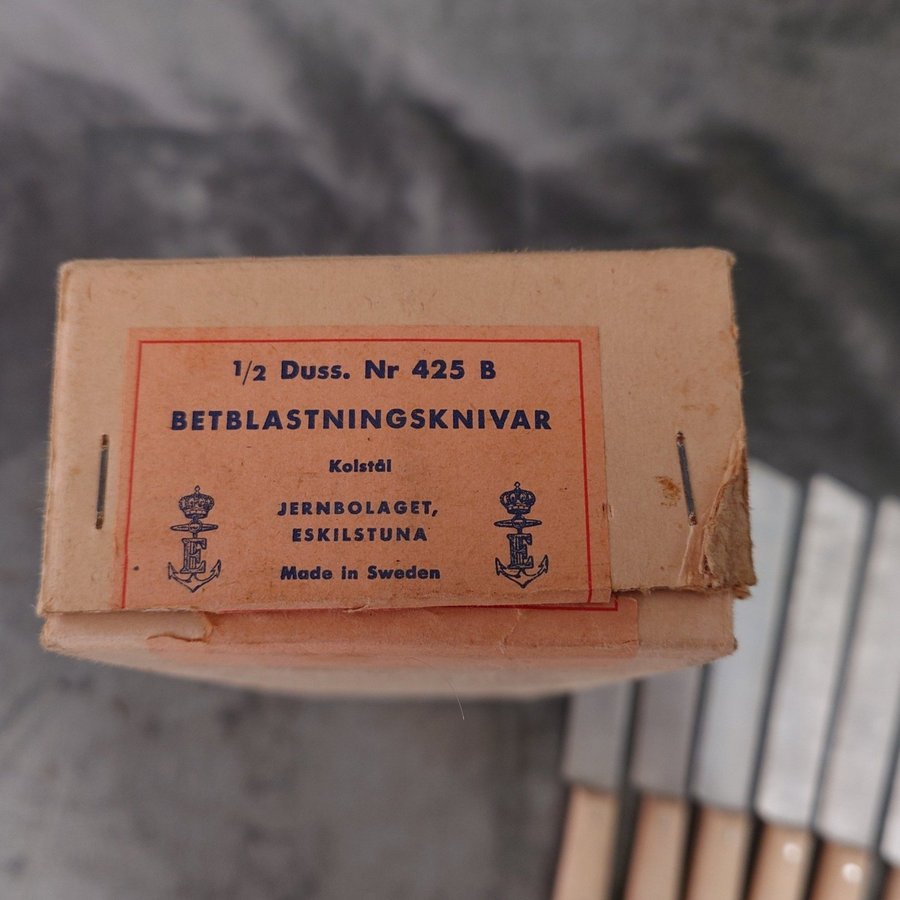 1/2 Duss. Nr 425 B
BETBLASTNINGSKNIVAR
Kolstål
JERNBOLAGET,
ESKILSTUNA
E
E
Made in Sweden